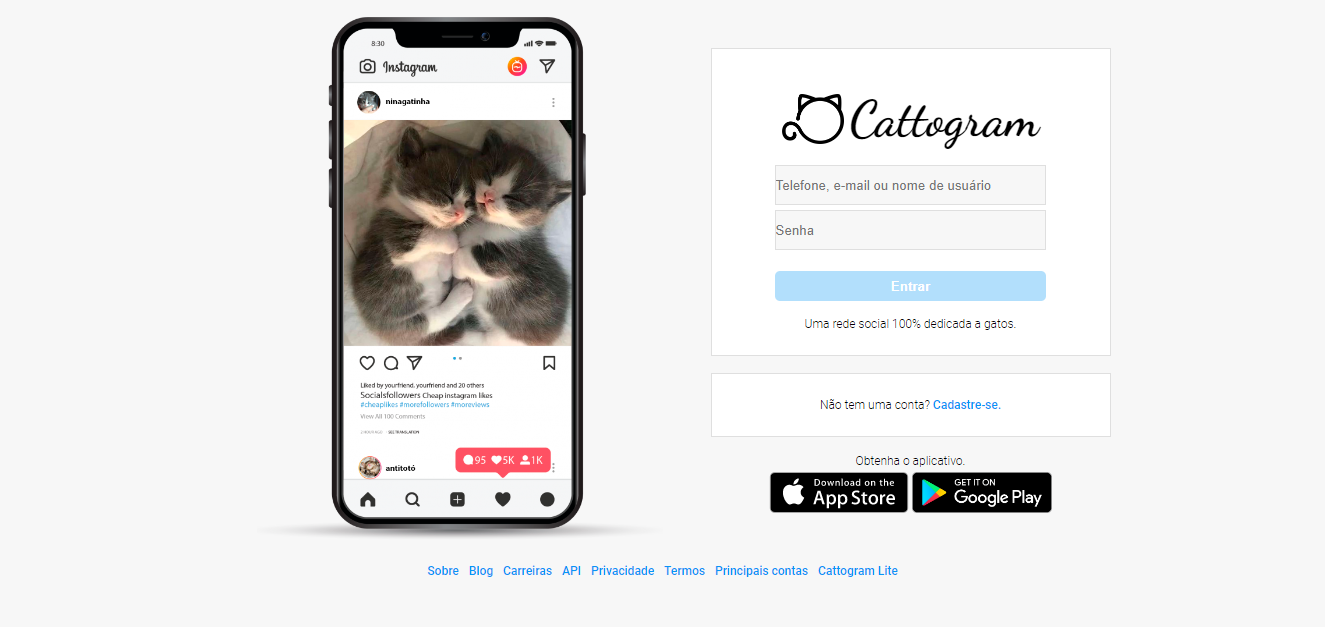 8:30
Instagram
ninagatinha
Liked by yourfriend, yourfriend and 20 others
Socialsfollowers Cheap instagram likes
#cheaplikes #morefollowers #moreviews
View All 100 Comments
SEE TRANSLATION
95 5K 1K
antitotó
Cattogram
Telefone, e-mail ou nome de usuário
Senha
Entrar
Uma rede social 100% dedicada a gatos.
Não tem uma conta? Cadastre-se.
Obtenha o aplicativo.
Download on the
App Store
GET IT ON
Google Play
Sobre Blog Carreiras API Privacidade Termos Principais contas Cattogram Lite